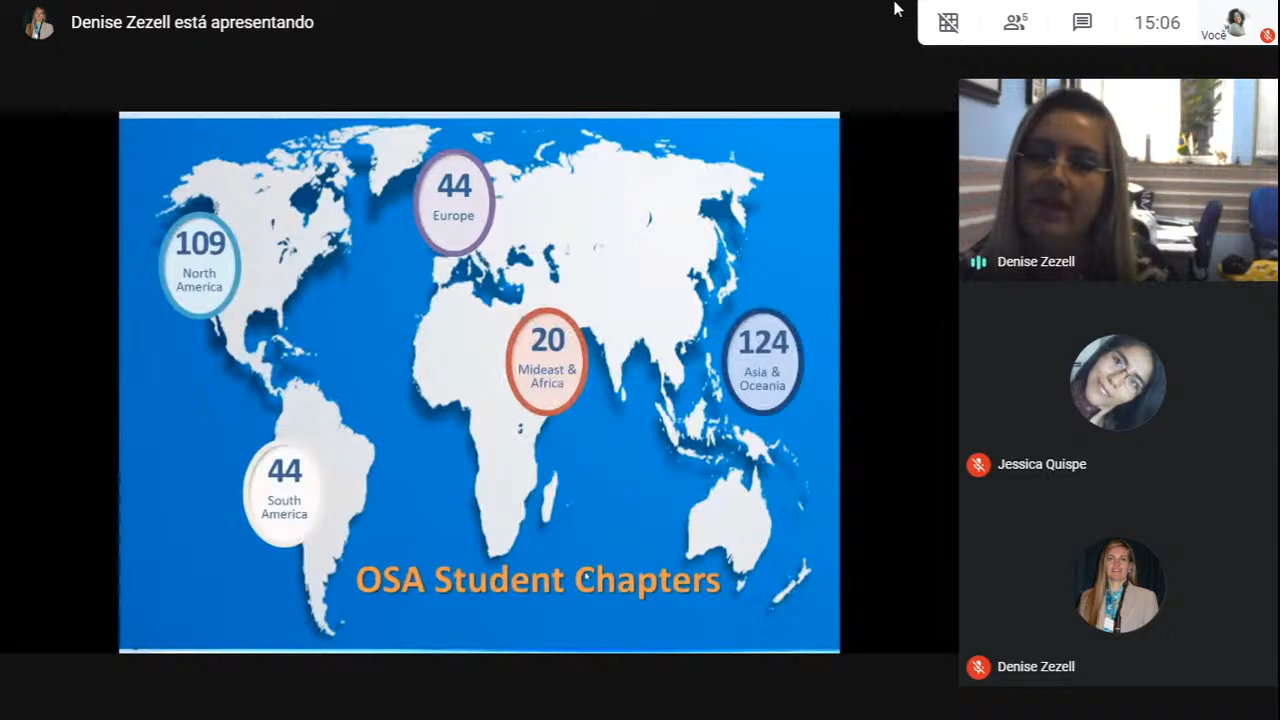 Denise Zezell está apresentando
5
15:06
Você
44
Europe
109
North
America
20
Mideast &
Africa
124
Asia &
Oceania
44
South
America
OSA Student Chapters
Denise Zezell
Jessica Quispe
Denise Zezell